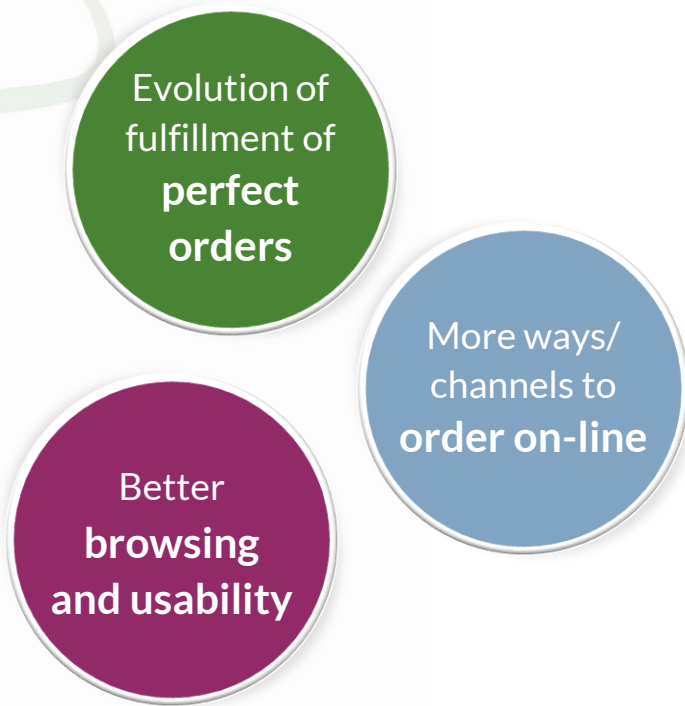 Evolution of
fulfillment of
perfect
orders
More ways/
channels to
order on-line
Better
browsing
and usability